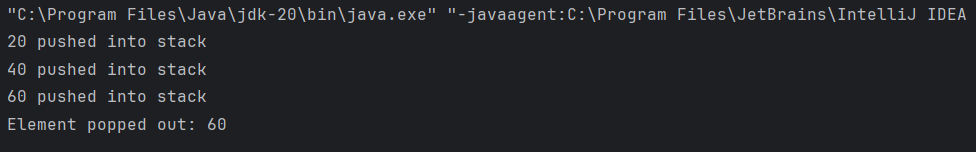 "C:\Program Files\Java\jdk-20\bin\java.exe" "-javaagent:C:\Program Files\JetBrains\IntelliJ IDEA
20 pushed into stack
40 pushed into stack
60 pushed into stack
Element popped out: 60